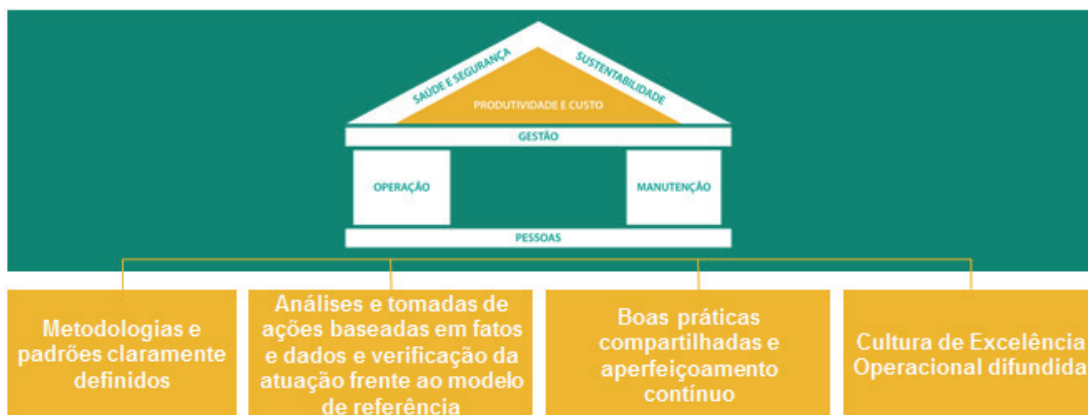 SAÚDE E SEGURANÇA
SUSTENTABILIDADE
PRODUTIVIDADE E CUSTO
GESTÃO
OPERAÇÃO
MANUTENÇÃO
PESSOAS
Metodologias e
padrões claramente
definidos
Análises e tomadas de
ações baseadas em fatos
e dados e verificação da
atuação frente ao modelo
de referência
Boas práticas
compartilhadas e
aperfeiçoamento
contínuo
Cultura de Excelência
Operacional difundida